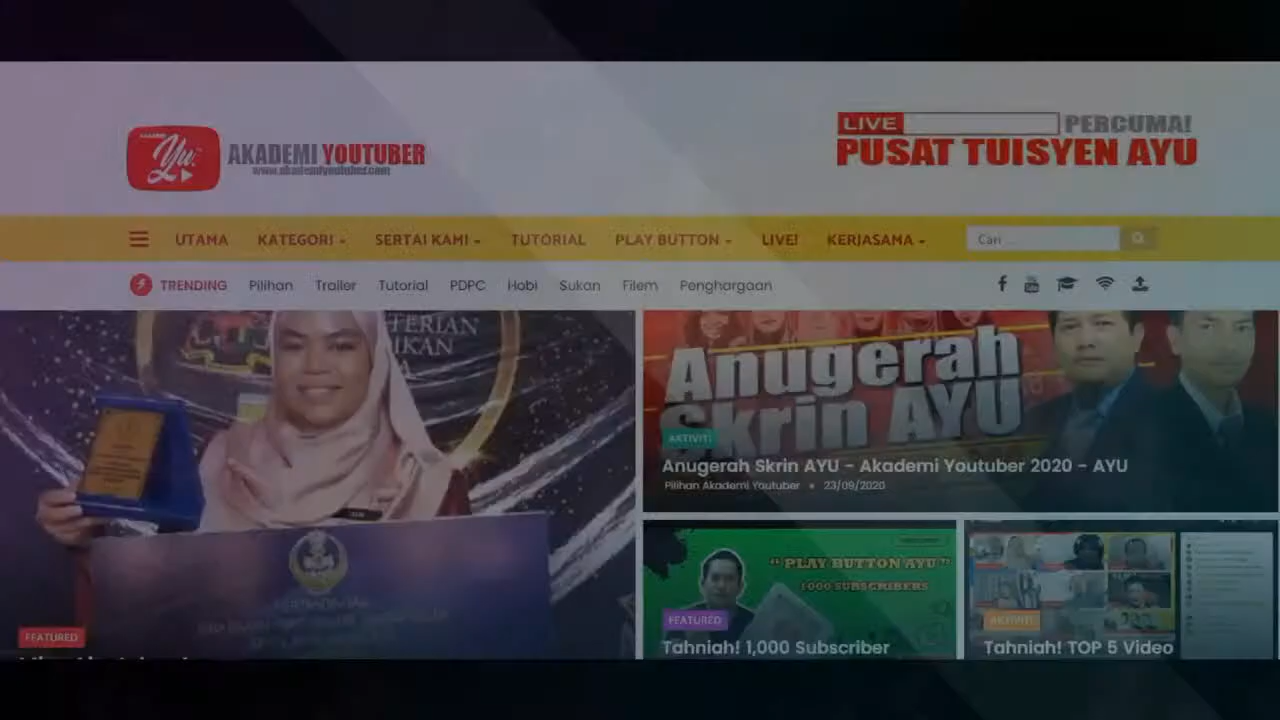 LIVE
PERCUMA!
Yu.
AKADEMI YOUTUBER
PUSAT TUISYEN AYU
www.akademiyoutuber.com
UTAMA KATEGORI SERTAI KAMI TUTORIAL PLAY BUTTON LIVE! KERJASAMA Cari ...
TRENDING Pilihan Trailer Tutorial PDPC Hobi Sukan Filem Penghargaan
Anugerah
Skrin AYU
AKTIVITI
Anugerah Skrin AYU - Akademi Youtuber 2020 - AYU
Pilihan Akademi Youtuber 23/09/2020
" PLAY BUTTON AYU "
1000 SUBSCRIBERS
FEATURED
FEATURED
AKTIVITI
Tahniah! 1,000 Subscriber
Tahniah! TOP 5 Video